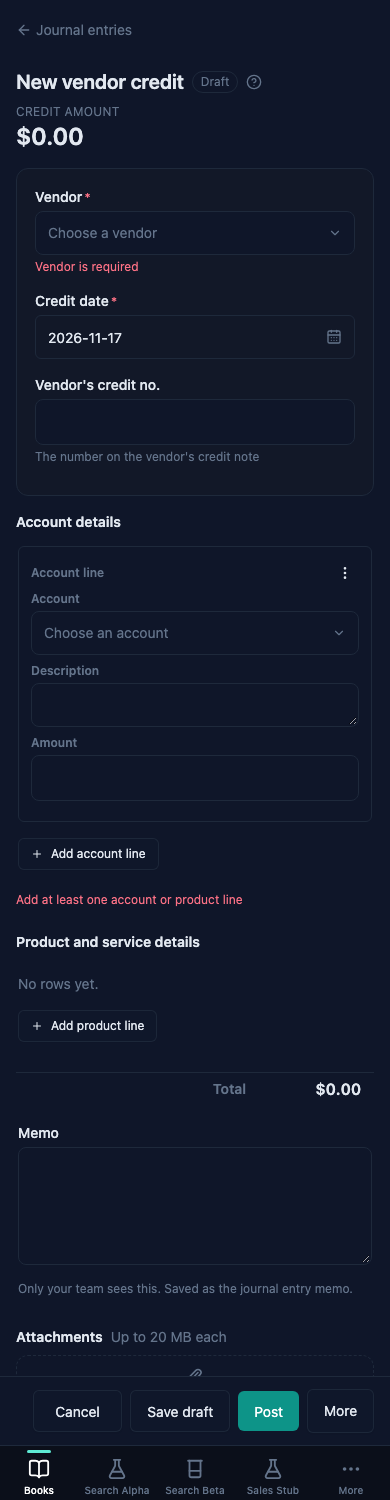 Journal entries
New vendor credit Draft
CREDIT AMOUNT
$0.00
Vendor*
Choose a vendor
Vendor is required
Credit date*
2026-11-17
Vendor's credit no.
The number on the vendor's credit note
Account details
Account line
Account
Choose an account
Description
Amount
+ Add account line
Add at least one account or product line
Product and service details
No rows yet.
+ Add product line
Total $0.00
Memo
Only your team sees this. Saved as the journal entry memo.
Attachments Up to 20 MB each
Cancel Save draft Post More
Books Search Alpha Search Beta Sales Stub More